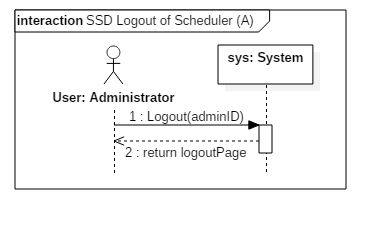 interaction SSD Logout of Scheduler (A)
sys: System
User: Administrator
1 : Logout(adminID)
2 : return logoutPage